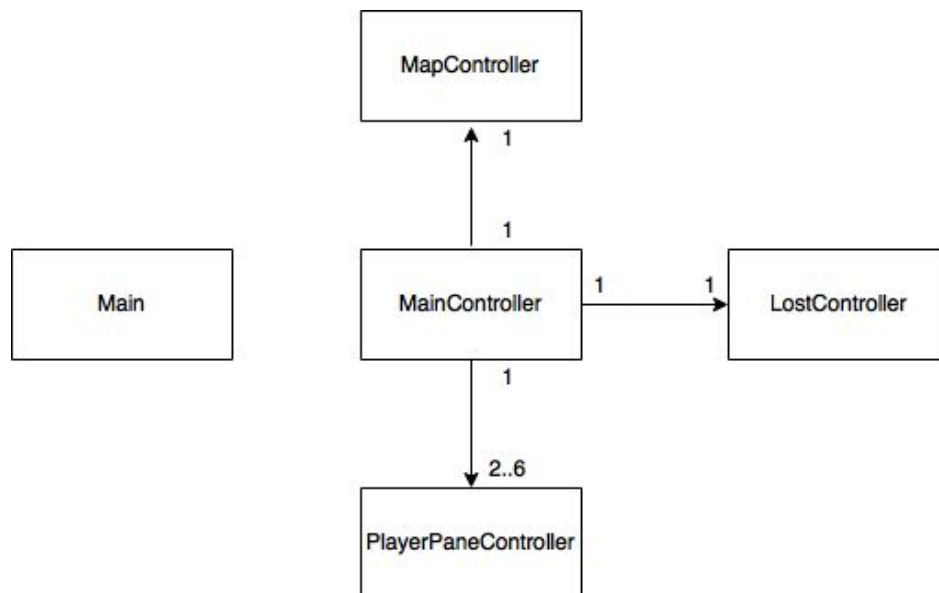 MapController
1
1
Main
MainController
1
1
LostController
1
2..6
PlayerPaneController